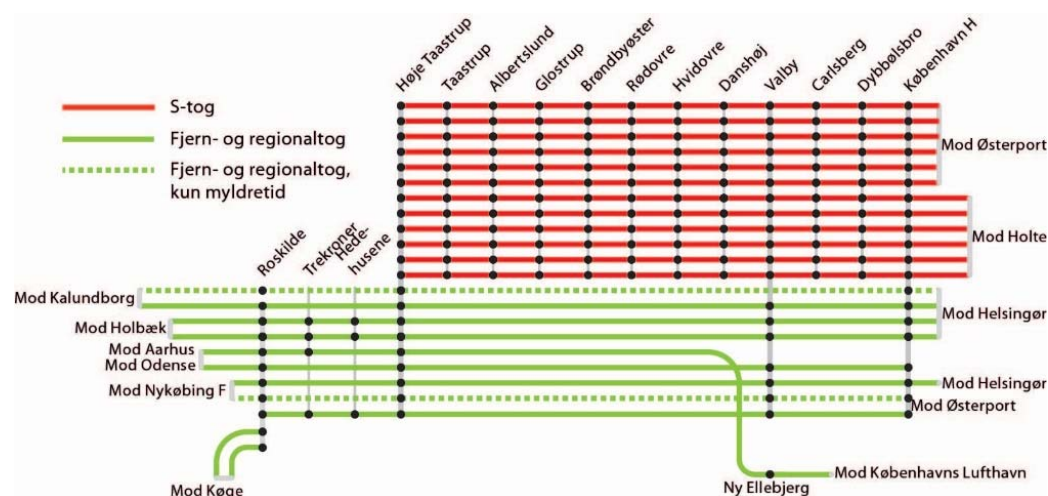 Høje Taastrup
Taastrup
Albertslund
Glostrup
Brøndbyøster
Rødovre
Hvidovre
Danshøj
Valby
Carlsberg
Dybbølsbro
København H
S-tog
Fjern- og regionaltog
Fjern- og regionaltog,
kun myldretid
Mod Østerport
Mod Holte
Roskilde
Trekroner
Hede-
husene
Mod Kalundborg
Mod Helsingør
Mod Holbæk
Mod Aarhus
Mod Odense
Mod Nykøbing F
Mod Helsingør
Mod Østerport
Mod Køge
Ny Ellebjerg
Mod Københavns Lufthavn